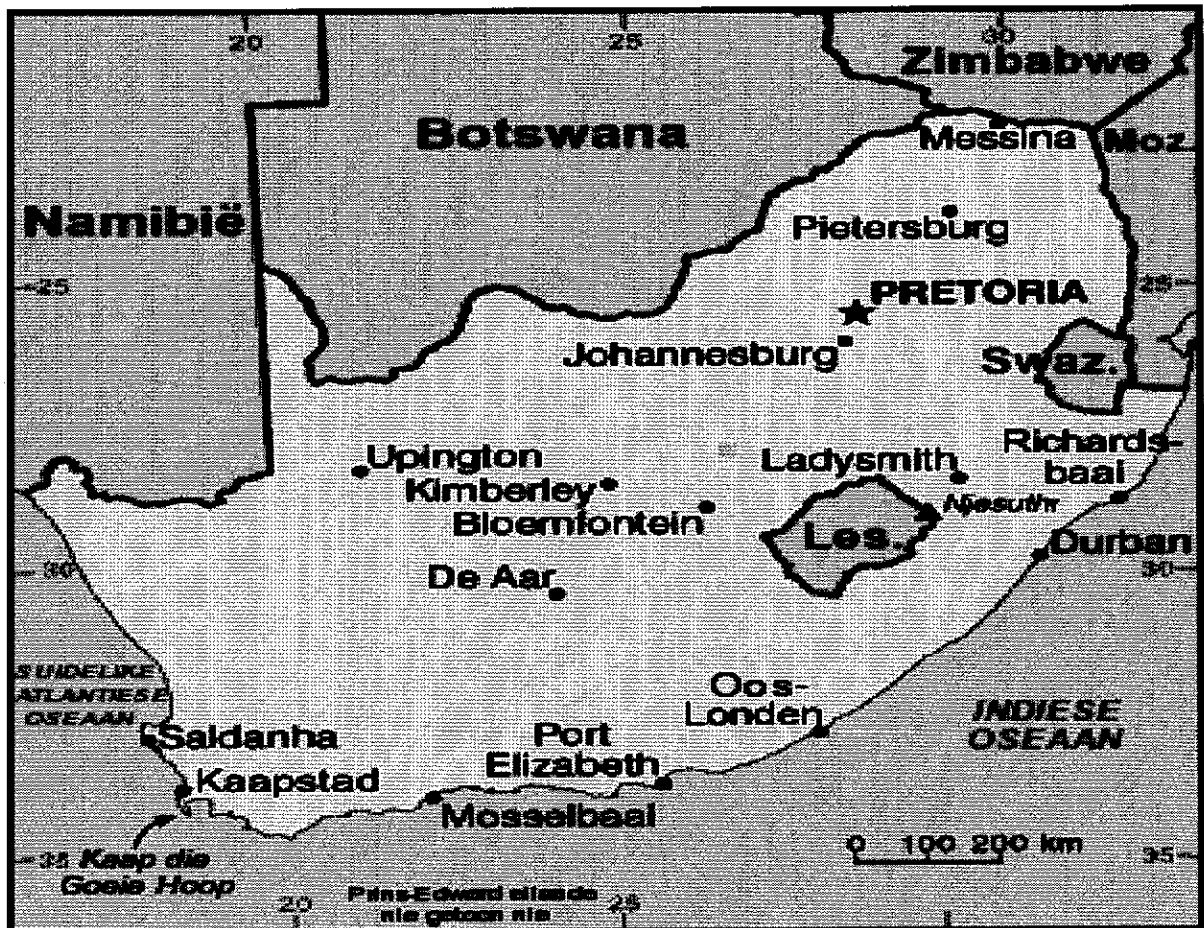 20 25 30
Zimbabwe
Botswana
Messina
Moz.
Namibië
Pietersburg
25 25
PRETORIA
Johannesburg
Swaz.
Richards-
baai
Upington
Ladysmith
Kimberley
Njesuthi
Bloemfontein
Les.
Durban
30 30
De Aar
SUIDELIKE
ATLANTIESE
OSEAAN
Oos-
Londen
INDIESE
OSEAAN
Saldanha
Port
Elizabeth
Kaapstad
Mosselbaai
0 100 200 km
35 35
Kaap die
Goeie Hoop
Prins-Edward eilande
nie getoon nie
20 25